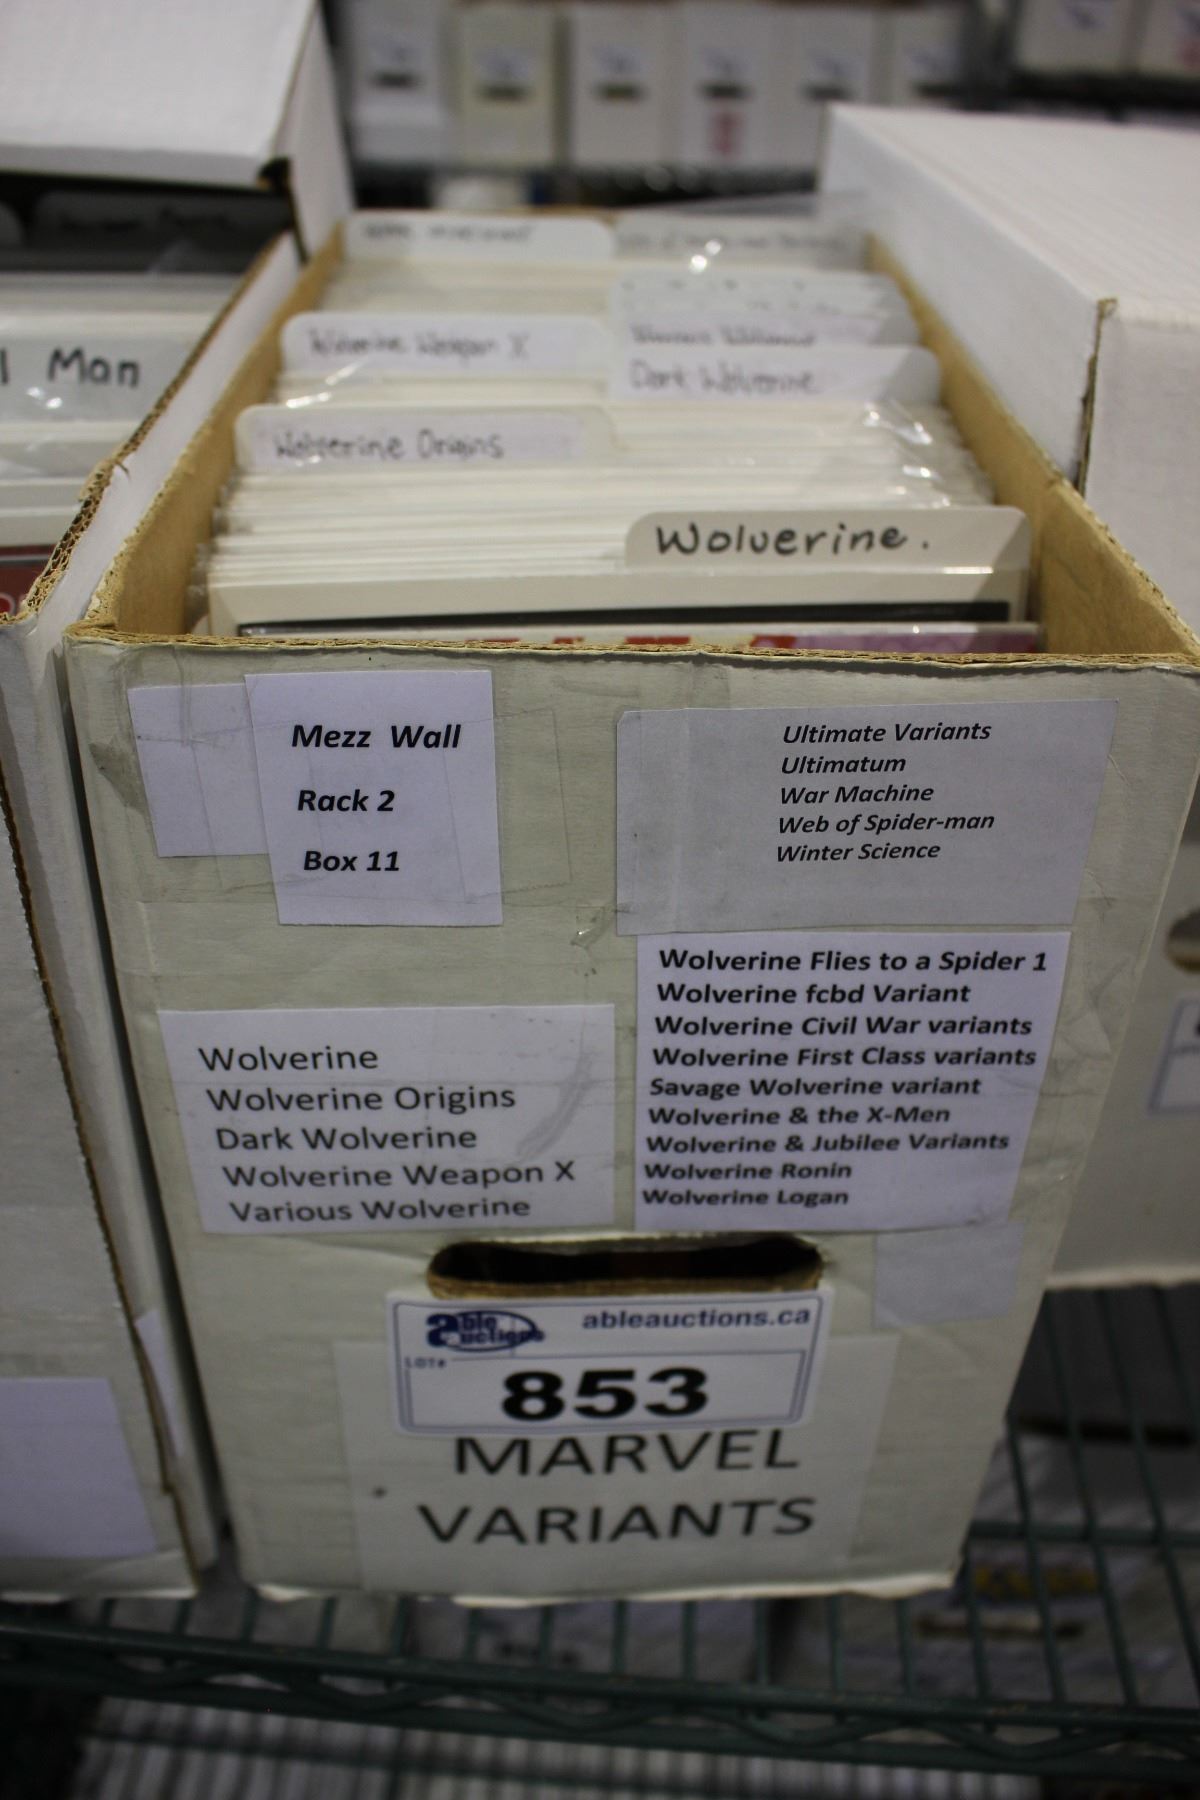 l Man
Wolverine Weapon X
Dark Wolverine
Wolverine Origins
Wolverine.
Mezz Wall
Rack 2
Box 11
Ultimate Variants
Ultimatum
War Machine
Web of Spider-man
Winter Science
Wolverine Flies to a Spider 1
Wolverine fcbd Variant
Wolverine Civil War variants
Wolverine First Class variants
Savage Wolverine variant
Wolverine & the X-Men
Wolverine & Jubilee Variants
Wolverine Ronin
Wolverine Logan
Wolverine
Wolverine Origins
Dark Wolverine
Wolverine Weapon X
Various Wolverine
able auctions
ableauctions.ca
LOT#
853
MARVEL
VARIANTS